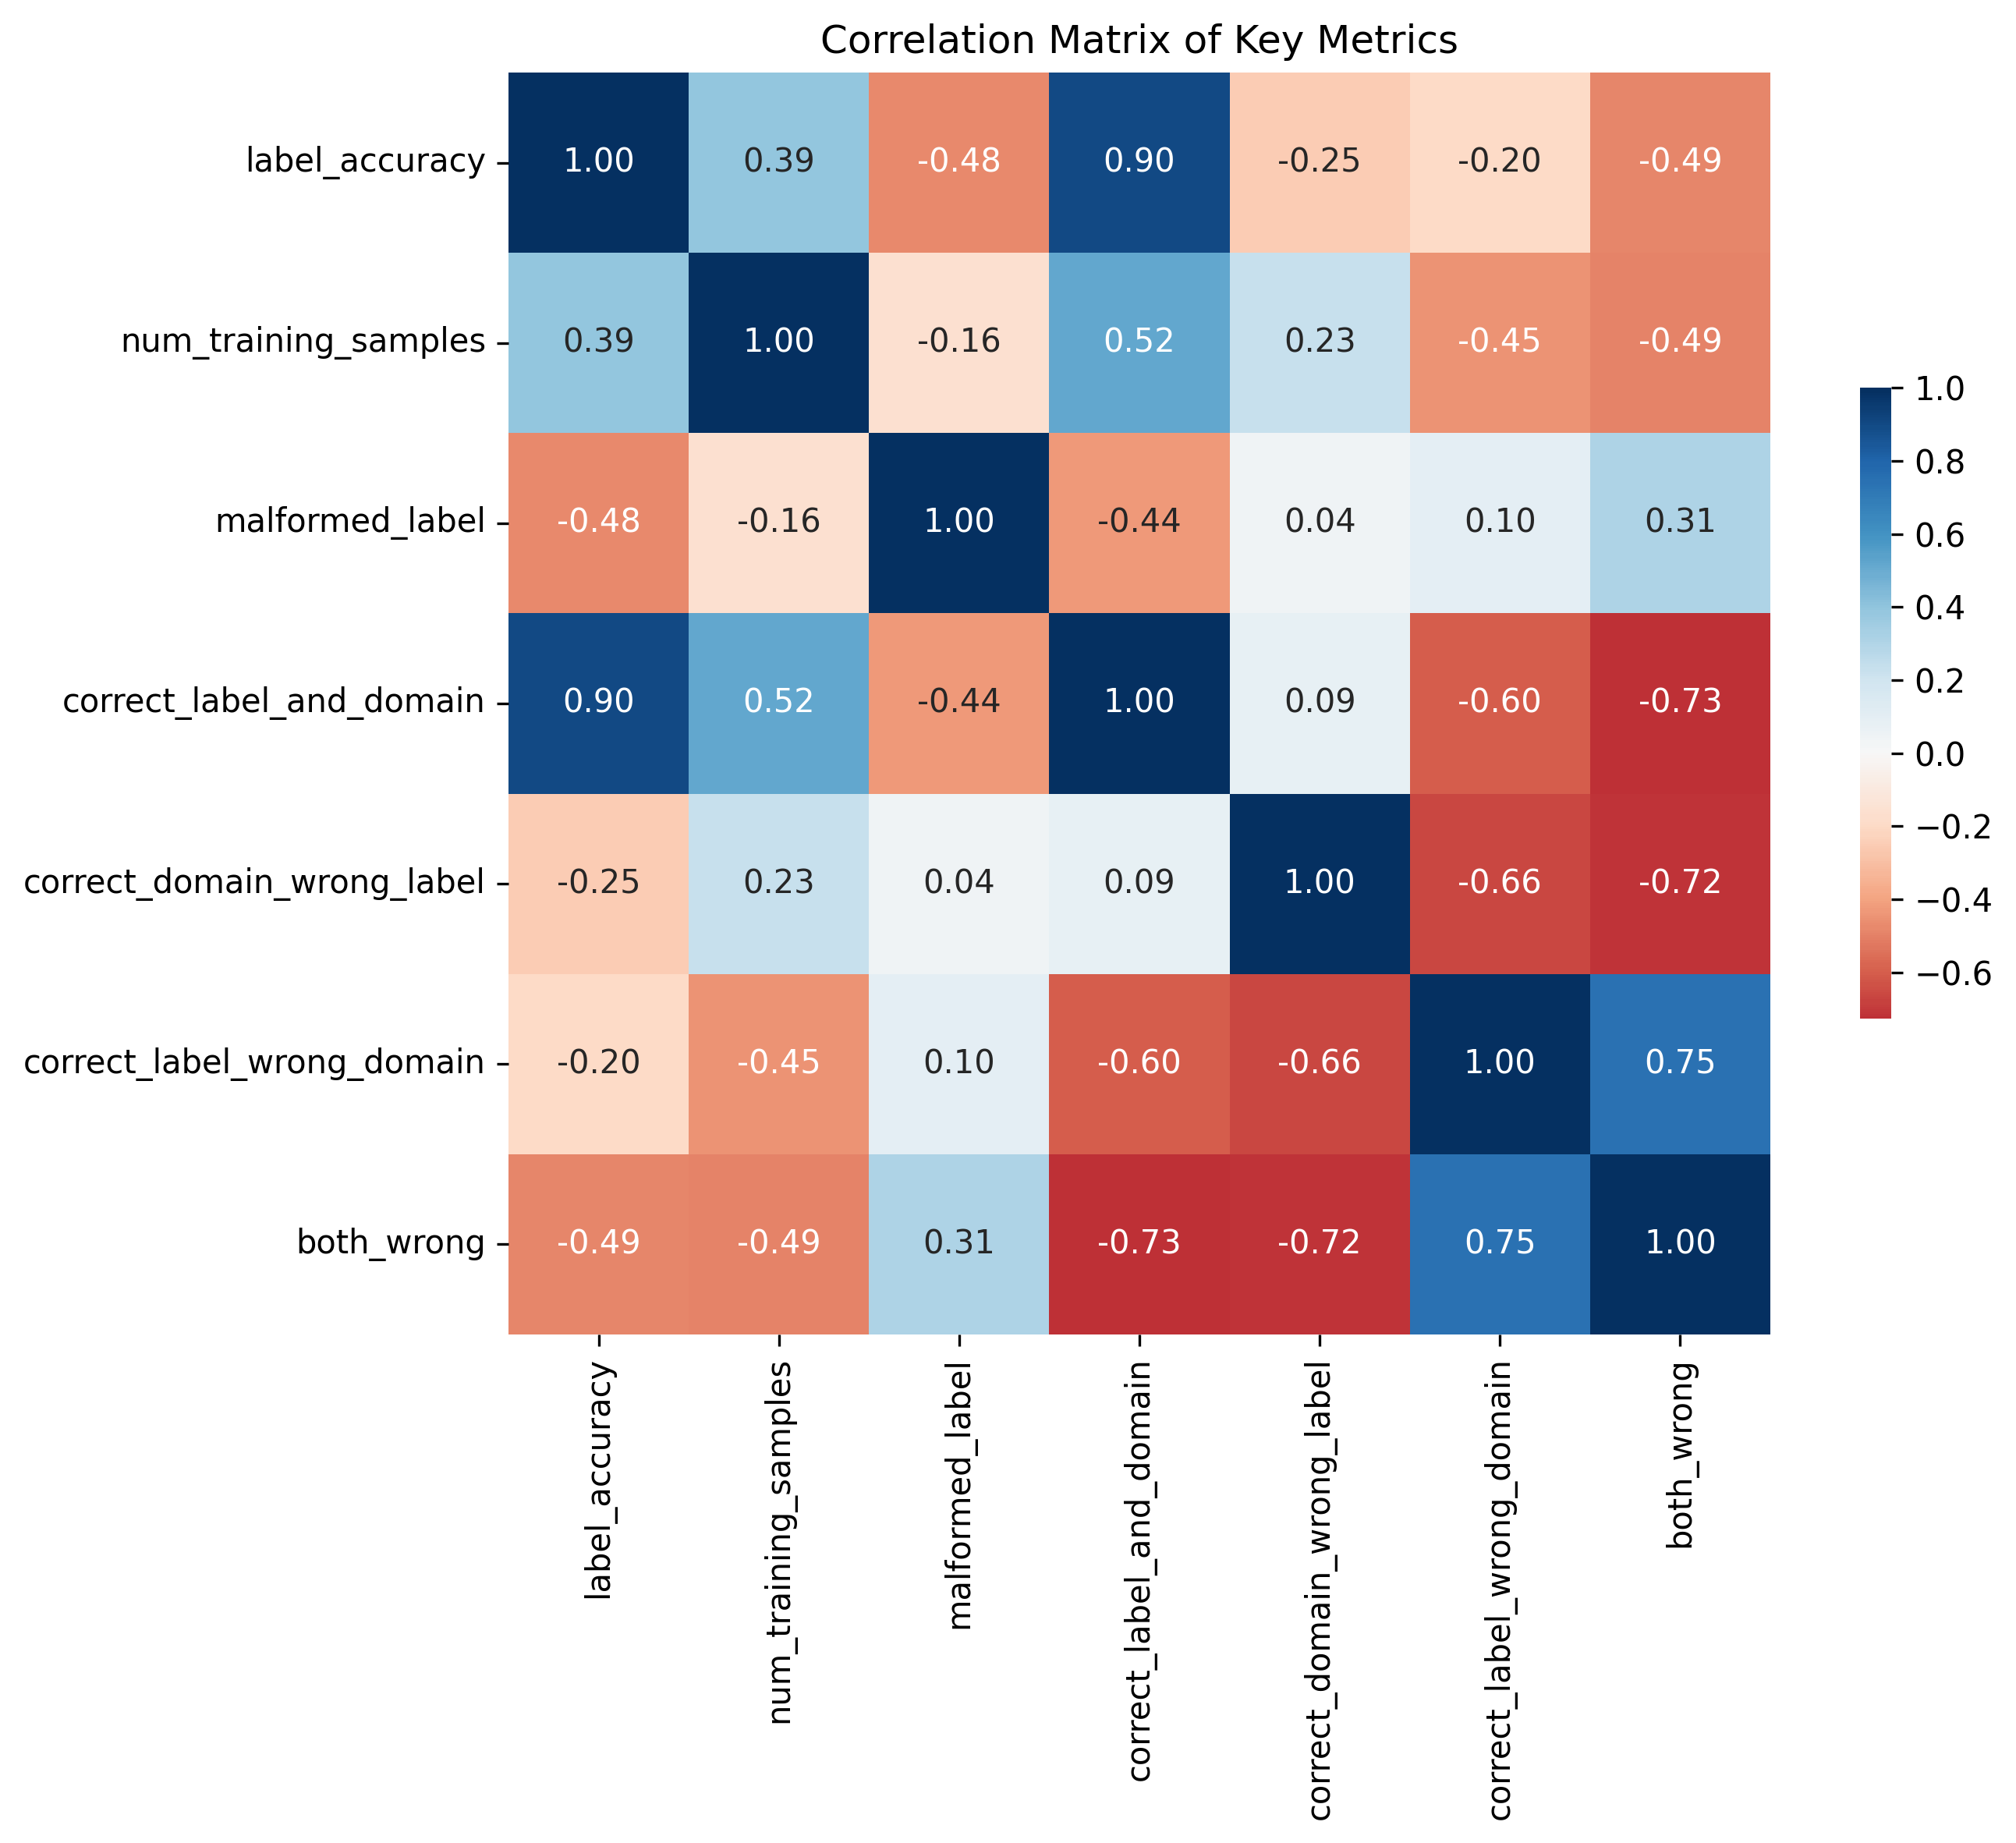 Correlation Matrix of Key Metrics
label_accuracy 1.00 0.39 -0.48 0.90 -0.25 -0.20 -0.49
num_training_samples 0.39 1.00 -0.16 0.52 0.23 -0.45 -0.49
malformed_label -0.48 -0.16 1.00 -0.44 0.04 0.10 0.31
correct_label_and_domain 0.90 0.52 -0.44 1.00 0.09 -0.60 -0.73
correct_domain_wrong_label -0.25 0.23 0.04 0.09 1.00 -0.66 -0.72
correct_label_wrong_domain -0.20 -0.45 0.10 -0.60 -0.66 1.00 0.75
both_wrong -0.49 -0.49 0.31 -0.73 -0.72 0.75 1.00
label_accuracy
num_training_samples
malformed_label
correct_label_and_domain
correct_domain_wrong_label
correct_label_wrong_domain
both_wrong
1.0
0.8
0.6
0.4
0.2
0.0
−0.2
−0.4
−0.6